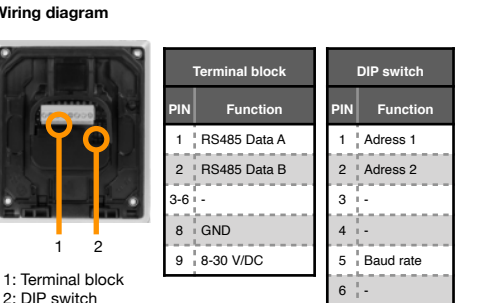 Wiring diagram
1 2
1: Terminal block
2: DIP switch
Terminal block
PIN Function
1 RS485 Data A
2 RS485 Data B
3-6 -
8 GND
9 8-30 V/DC
DIP switch
PIN Function
1 Adress 1
2 Adress 2
3 -
4 -
5 Baud rate
6 -